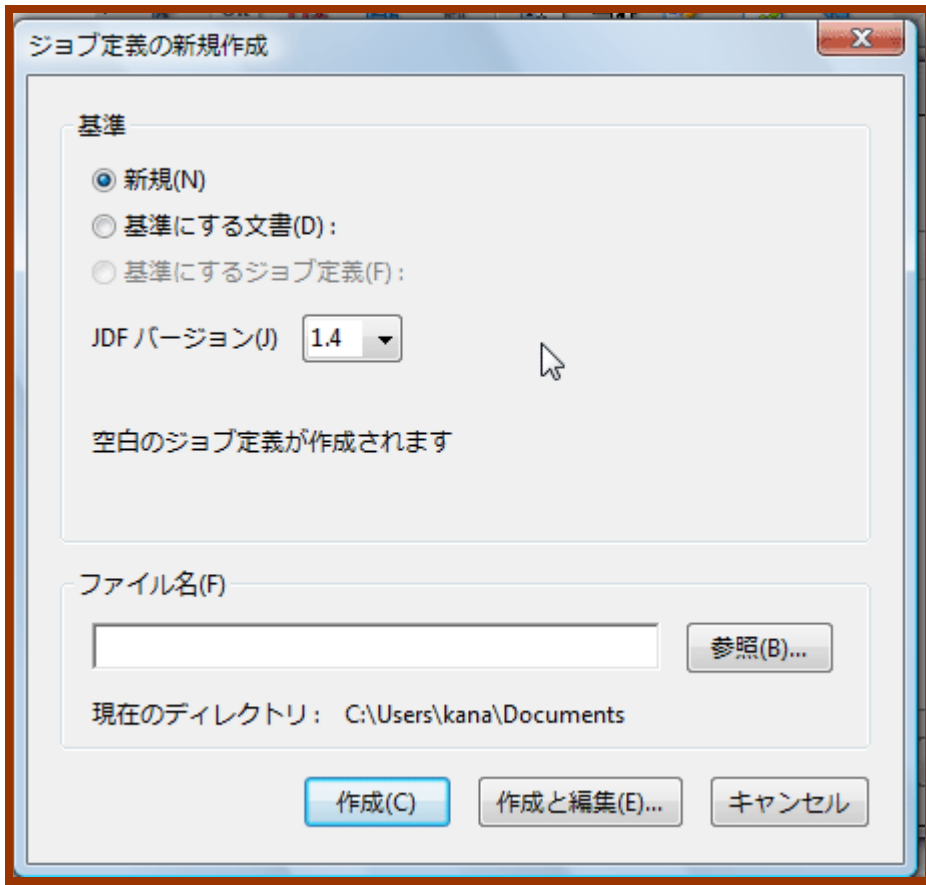 ジョブ定義の新規作成
基準
新規(N)
基準にする文書(D) :
基準にするジョブ定義(F) :
JDF バージョン(J) 1.4
空白のジョブ定義が作成されます
ファイル名(F)
参照(B)...
現在のディレクトリ : C:\Users\kana\Documents
作成(C) 作成と編集(E)... キャンセル